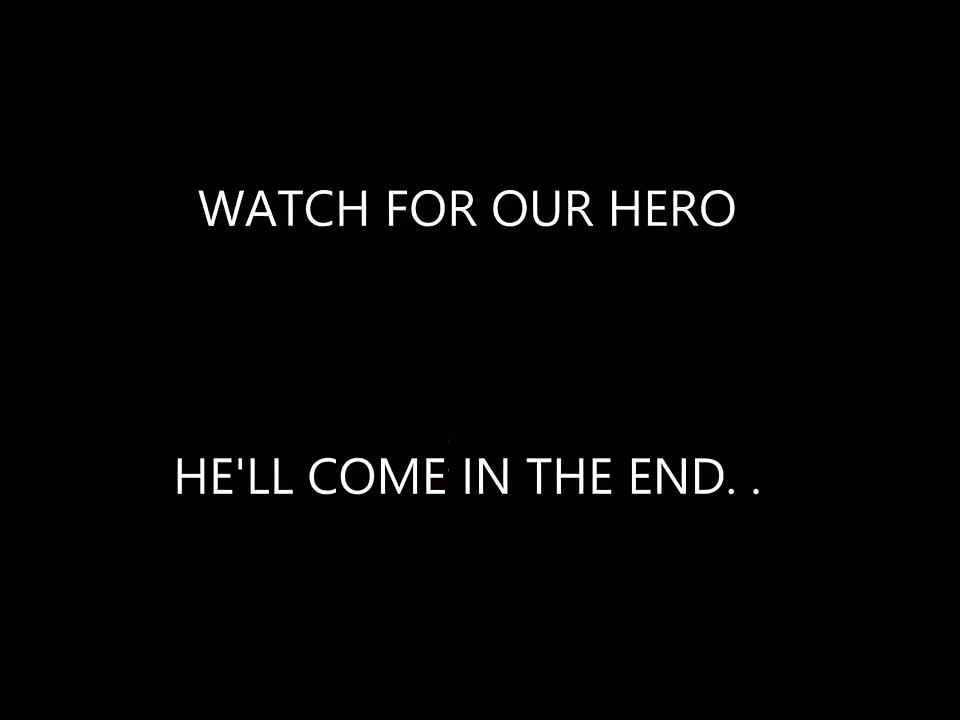 WATCH FOR OUR HERO
HE'LL COME IN THE END. .